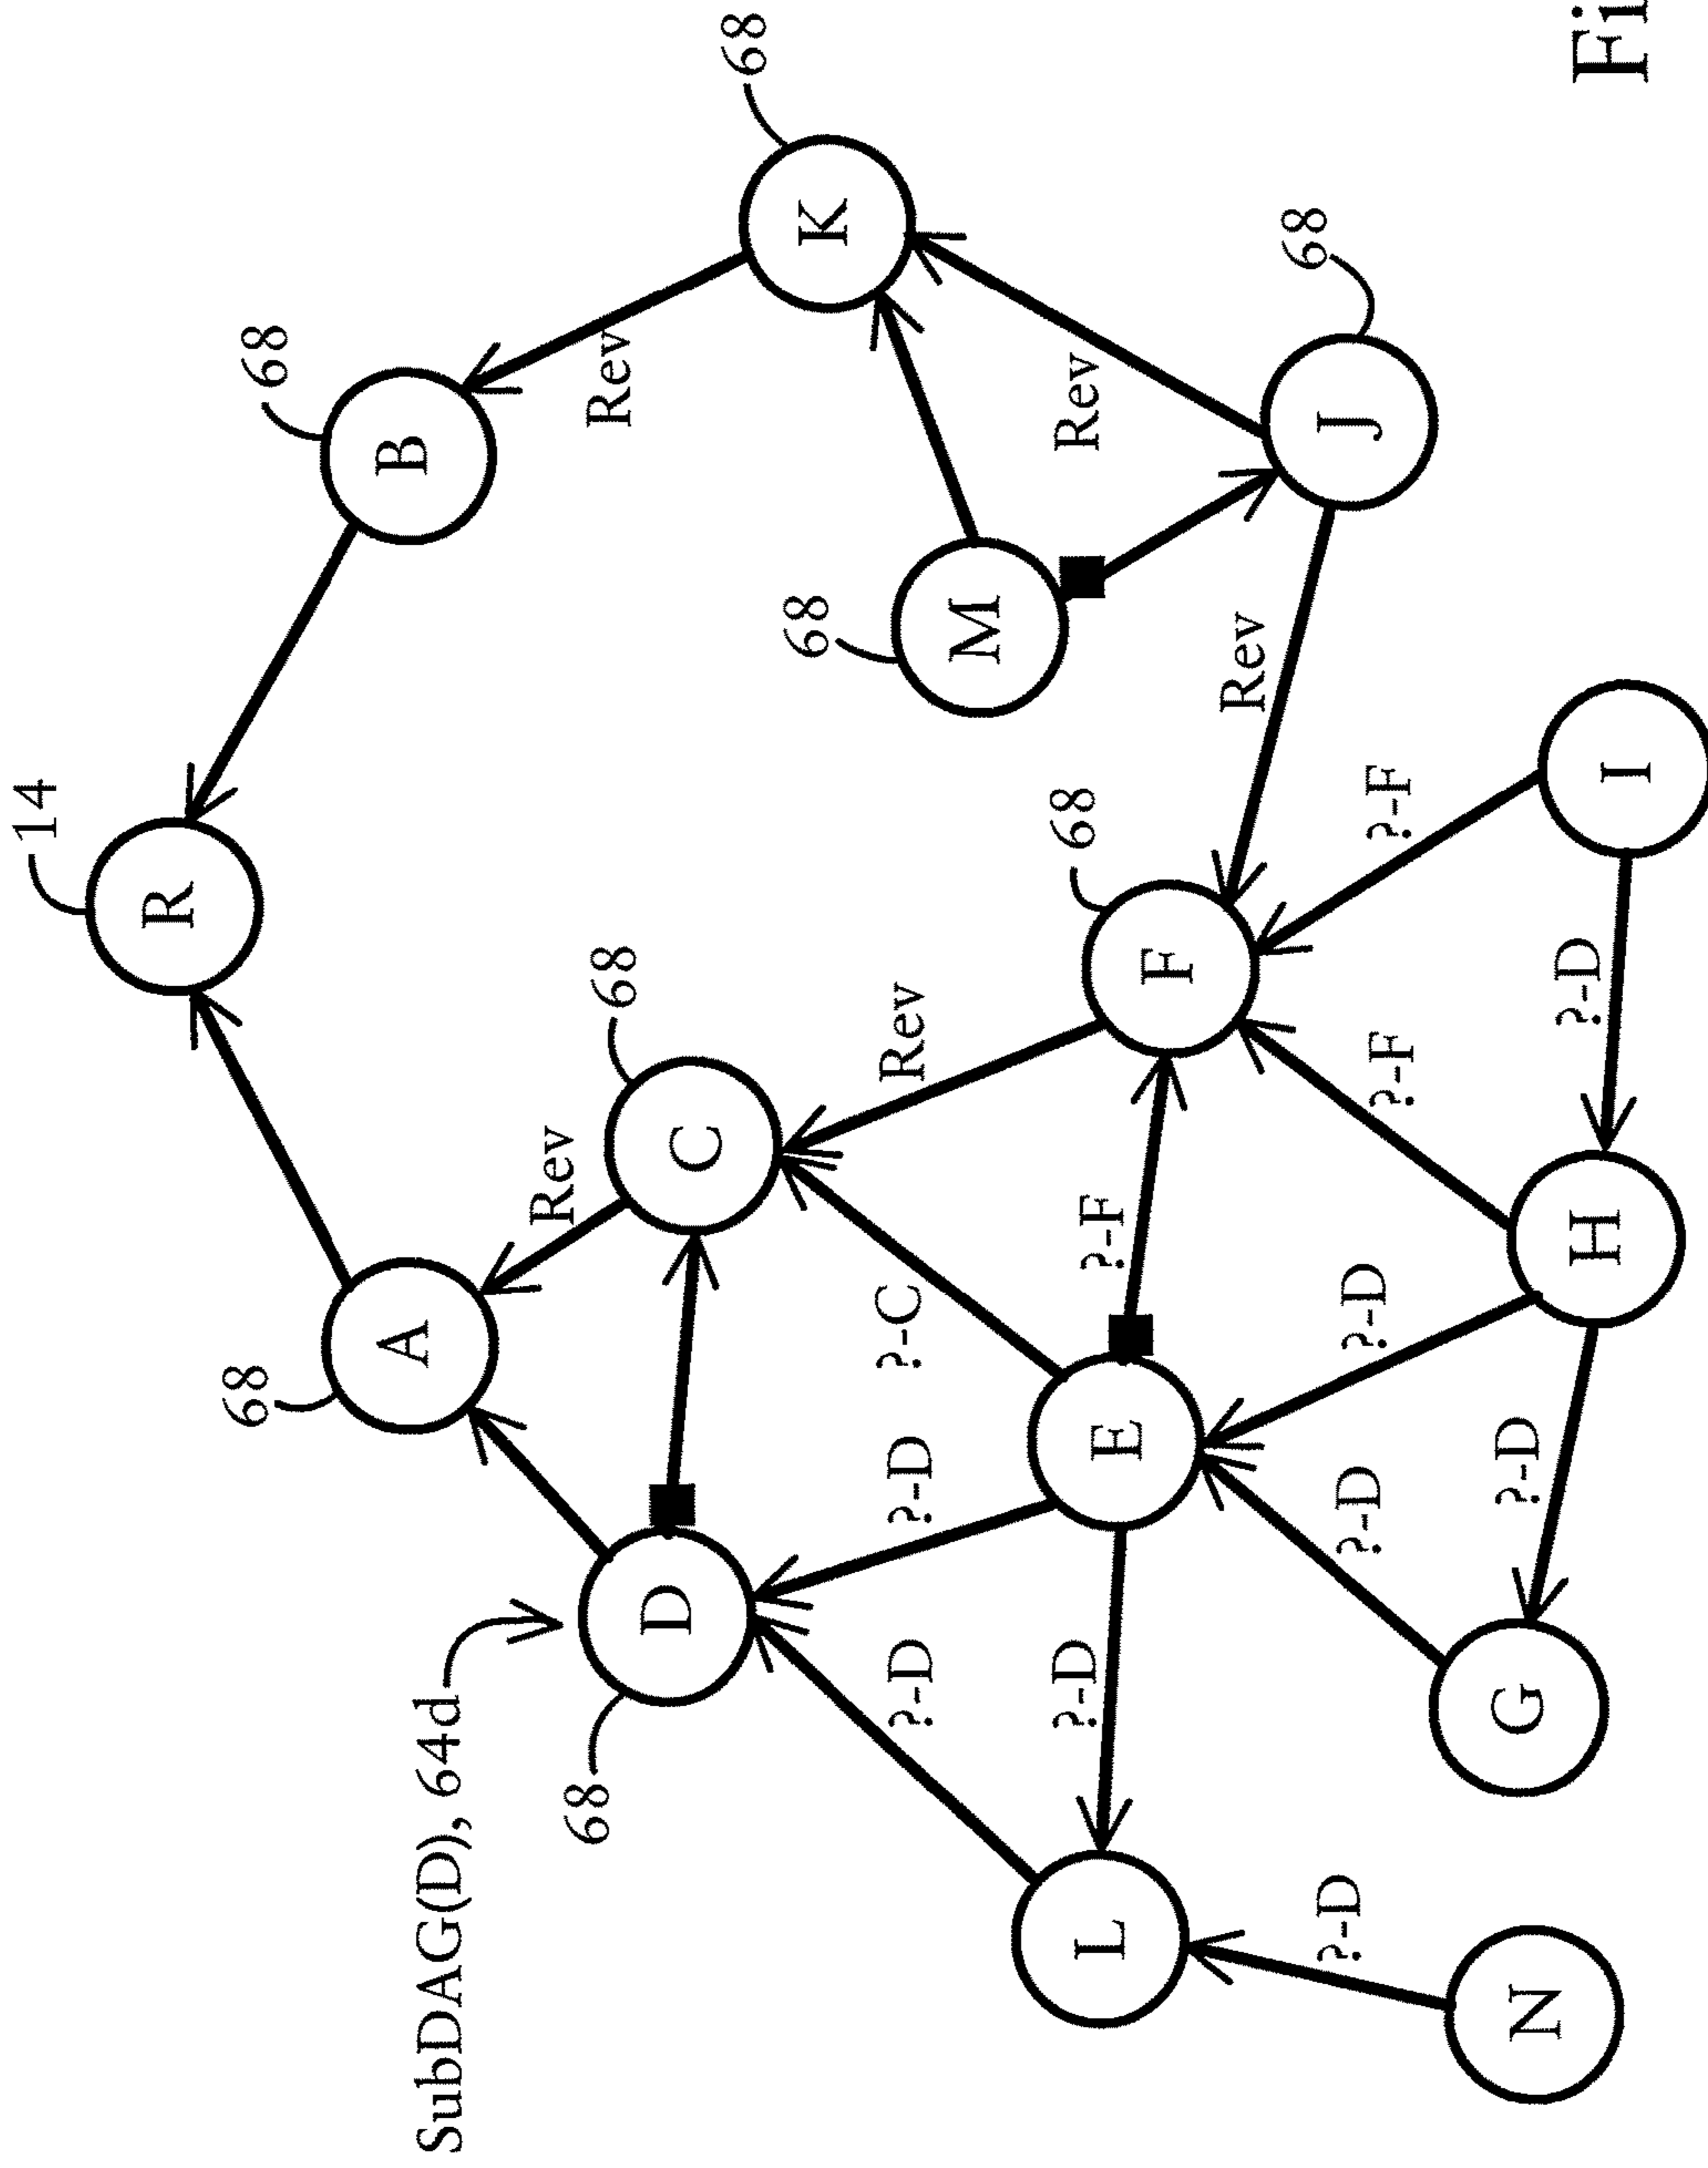 14
R
68
B
68
A
SubDAG(D), 64d
Rev
68
C
Rev
68
D
68
K
68
M
Rev
?-D
?-D
?-C
Rev
68
F
?-F
E
?-D
L
Rev
68
J
?-F
?-F
?-D
?-D
?-D
N
G
?-D
H
?-D
I
Fi